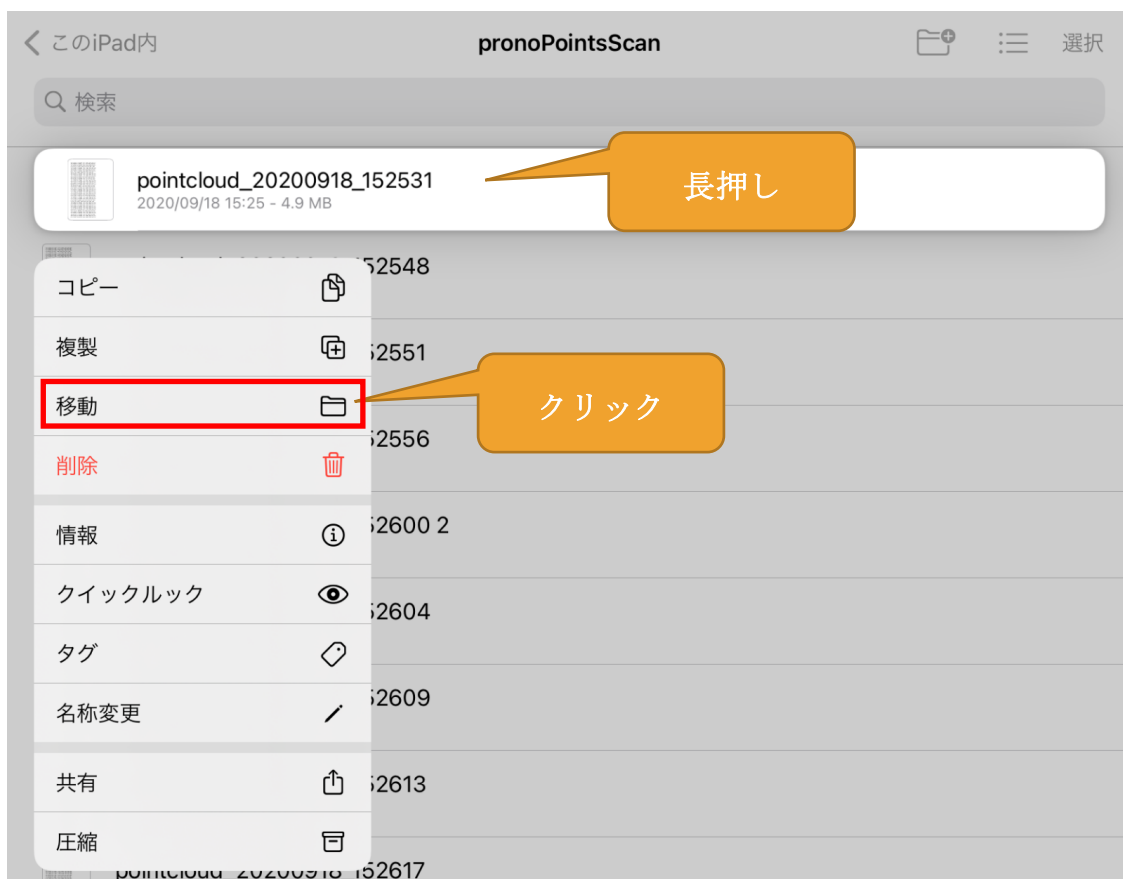 このiPad内
pronoPointsScan
選択
検索
pointcloud_20200918_152531
2020/09/18 15:25 - 4.9 MB
長押し
52548
コピー
複製
52551
移動
クリック
52556
削除
情報
52600 2
クイックルック
52604
タグ
52609
名称変更
共有
52613
圧縮
pointcloud_20200918_152617